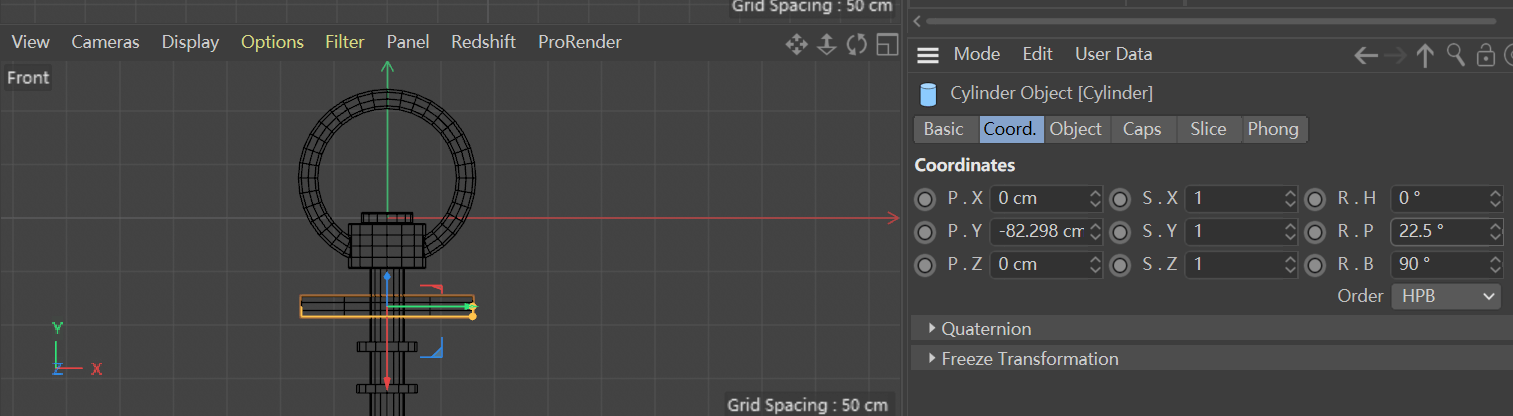 Grid Spacing : 50 cm
View Cameras Display Options Filter Panel Redshift ProRender
Front
Y
Z X
Grid Spacing : 50 cm
Mode Edit User Data
Cylinder Object [Cylinder]
Basic Coord. Object Caps Slice Phong
Coordinates
P . X 0 cm S . X 1 R . H 0 °
P . Y -82.298 cm S . Y 1 R . P 22.5 °
P . Z 0 cm S . Z 1 R . B 90 °
Order HPB
Quaternion
Freeze Transformation